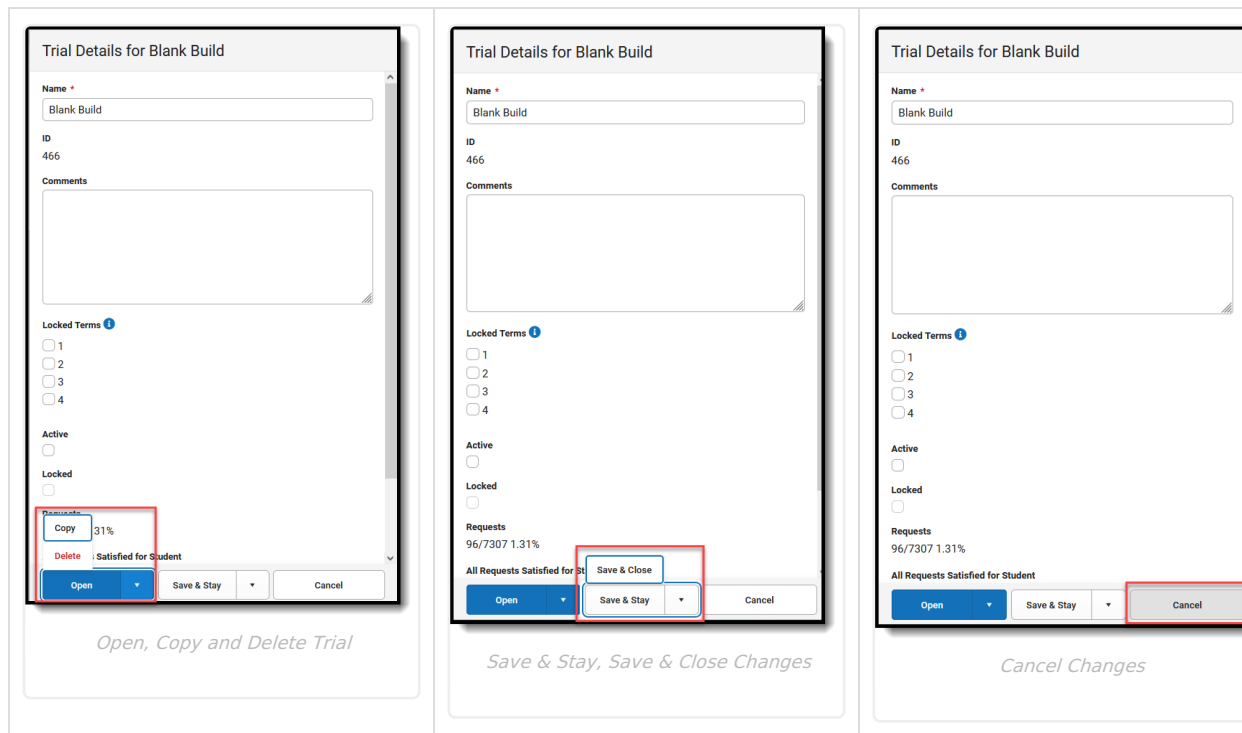 Trial Details for Blank Build
Name *
Blank Build
ID
466
Comments
Locked Terms
1
2
3
4
Active
Locked
Requests
Copy 31%
Delete s Satisfied for Student
Open Save & Stay Cancel
Open, Copy and Delete Trial
Trial Details for Blank Build
Name *
Blank Build
ID
466
Comments
Locked Terms
1
2
3
4
Active
Locked
Requests
96/7307 1.31%
All Requests Satisfied for St Save & Close
Open Save & Stay Cancel
Save & Stay, Save & Close Changes
Trial Details for Blank Build
Name *
Blank Build
ID
466
Comments
Locked Terms
1
2
3
4
Active
Locked
Requests
96/7307 1.31%
All Requests Satisfied for Student
Open Save & Stay Cancel
Cancel Changes